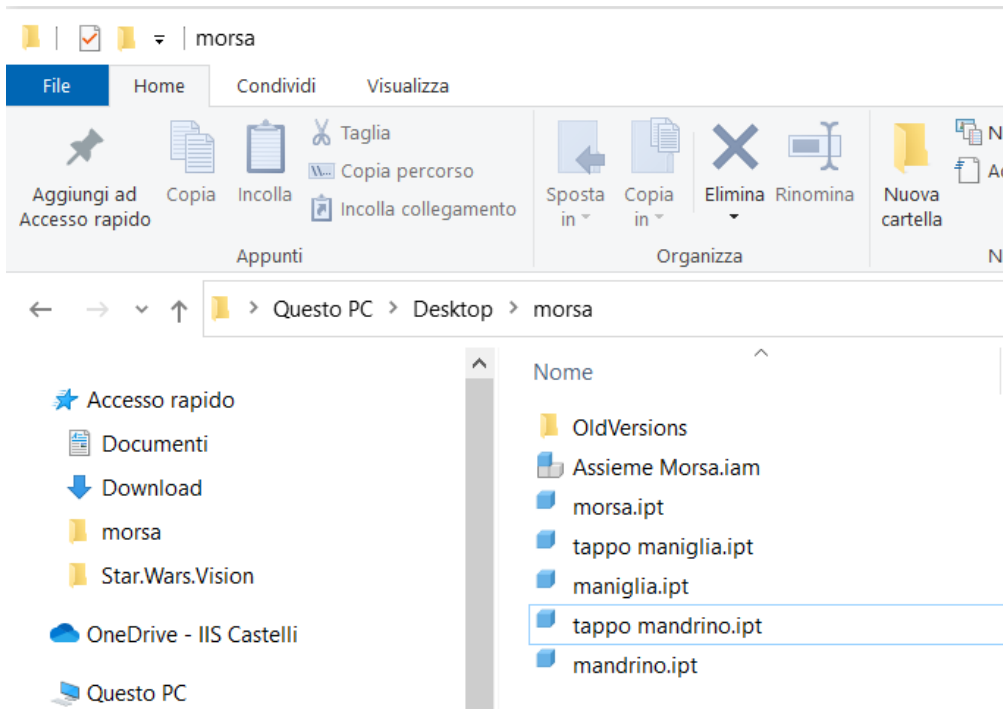 morsa
File Home Condividi Visualizza
Aggiungi ad Accesso rapido
Copia
Incolla
Taglia
Copia percorso
Incolla collegamento
Appunti
Sposta in
Copia in
Elimina
Rinomina
Organizza
Nuova cartella
N
N
Questo PC > Desktop > morsa
Accesso rapido
Documenti
Download
morsa
Star.Wars.Vision
OneDrive - IIS Castelli
Questo PC
Nome
OldVersions
Assieme Morsa.iam
morsa.ipt
tappo maniglia.ipt
maniglia.ipt
tappo mandrino.ipt
mandrino.ipt